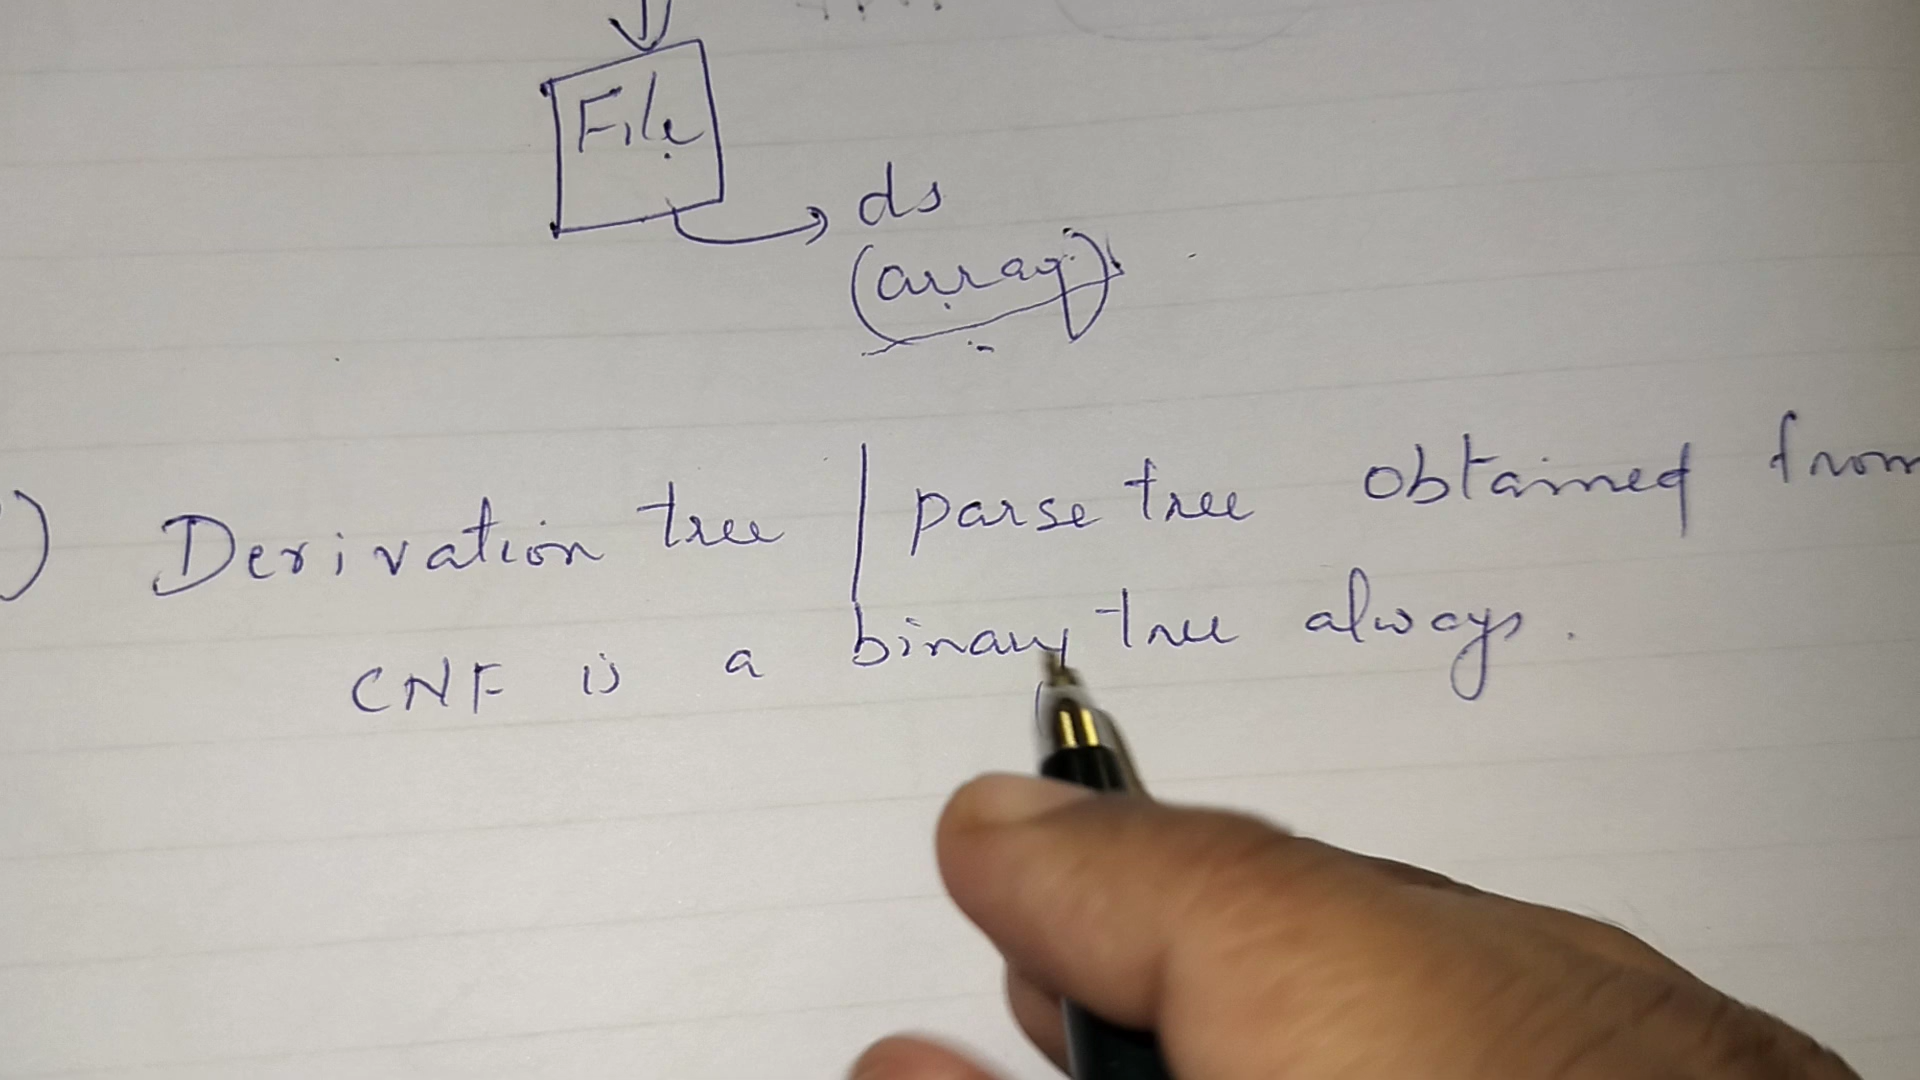 File
ds
(array)
) Derivation tree | parse tree obtained from
CNF is a binary tree always.